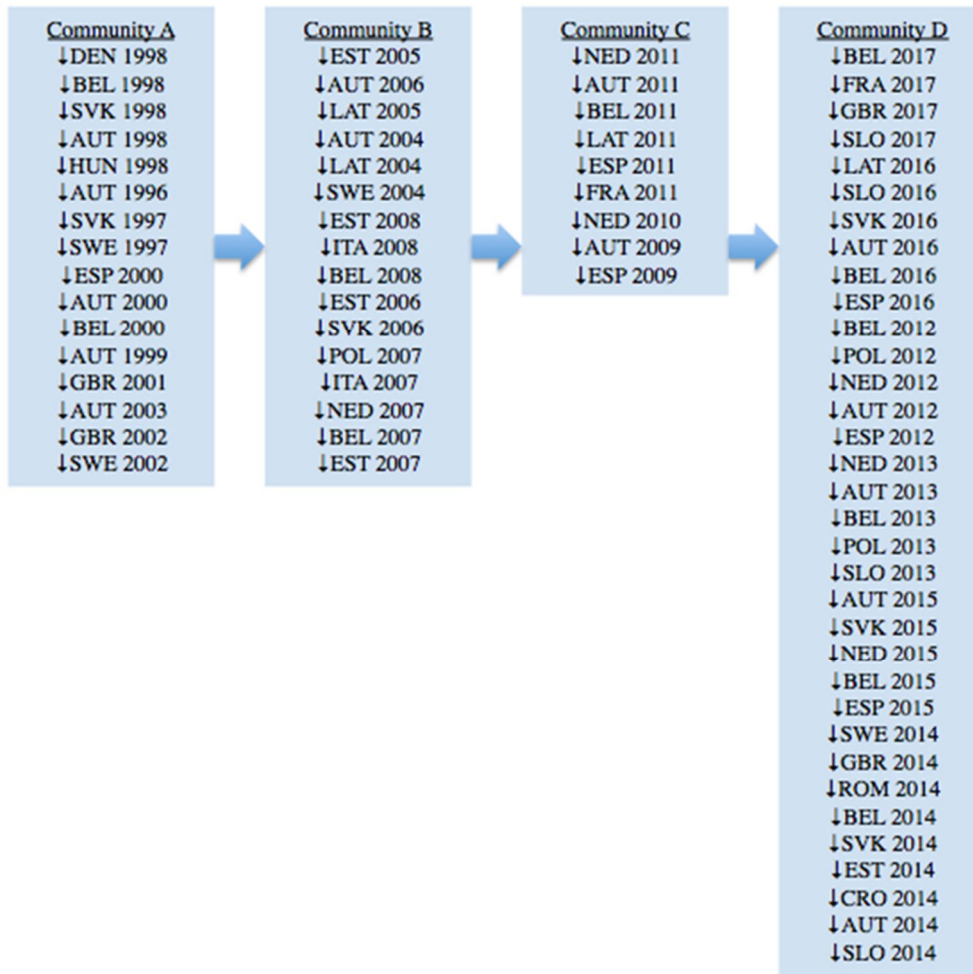 Community A
↓DEN 1998
↓BEL 1998
↓SVK 1998
↓AUT 1998
↓HUN 1998
↓AUT 1996
↓SVK 1997
↓SWE 1997
↓ESP 2000
↓AUT 2000
↓BEL 2000
↓AUT 1999
↓GBR 2001
↓AUT 2003
↓GBR 2002
↓SWE 2002
Community B
↓EST 2005
↓AUT 2006
↓LAT 2005
↓AUT 2004
↓LAT 2004
↓SWE 2004
↓EST 2008
↓ITA 2008
↓BEL 2008
↓EST 2006
↓SVK 2006
↓POL 2007
↓ITA 2007
↓NED 2007
↓BEL 2007
↓EST 2007
Community C
↓NED 2011
↓AUT 2011
↓BEL 2011
↓LAT 2011
↓ESP 2011
↓FRA 2011
↓NED 2010
↓AUT 2009
↓ESP 2009
Community D
↓BEL 2017
↓FRA 2017
↓GBR 2017
↓SLO 2017
↓LAT 2016
↓SLO 2016
↓SVK 2016
↓AUT 2016
↓BEL 2016
↓ESP 2016
↓BEL 2012
↓POL 2012
↓NED 2012
↓AUT 2012
↓ESP 2012
↓NED 2013
↓AUT 2013
↓BEL 2013
↓POL 2013
↓SLO 2013
↓AUT 2015
↓SVK 2015
↓NED 2015
↓BEL 2015
↓ESP 2015
↓SWE 2014
↓GBR 2014
↓ROM 2014
↓BEL 2014
↓SVK 2014
↓EST 2014
↓CRO 2014
↓AUT 2014
↓SLO 2014